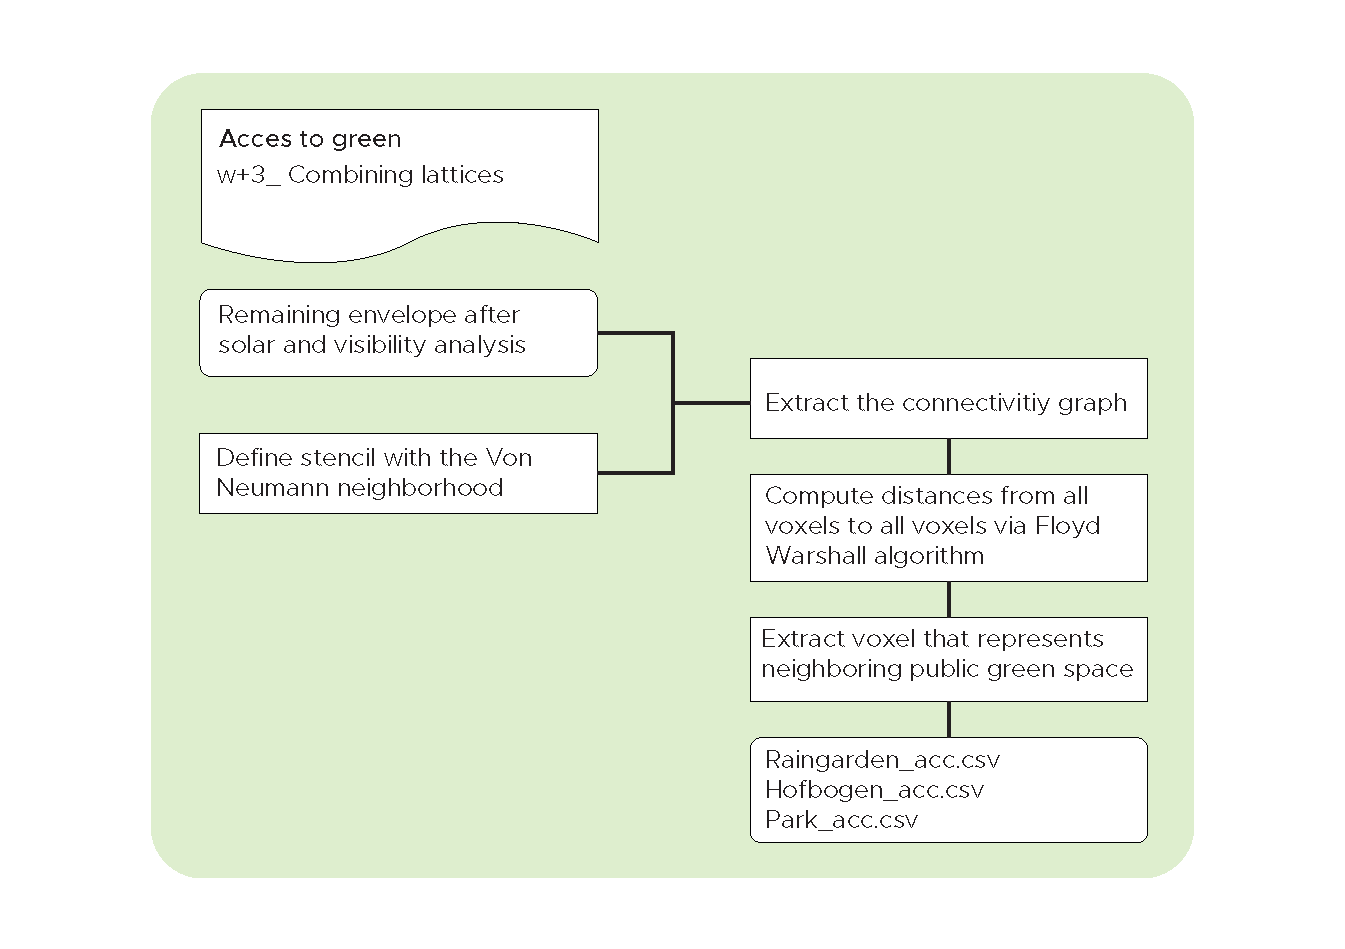 Acces to green
w+3_ Combining lattices
Remaining envelope after
solar and visibility analysis
Define stencil with the Von
Neumann neighborhood
Extract the connectivitiy graph
Compute distances from all
voxels to all voxels via Floyd
Warshall algorithm
Extract voxel that represents
neighboring public green space
Raingarden_acc.csv
Hofbogen_acc.csv
Park_acc.csv